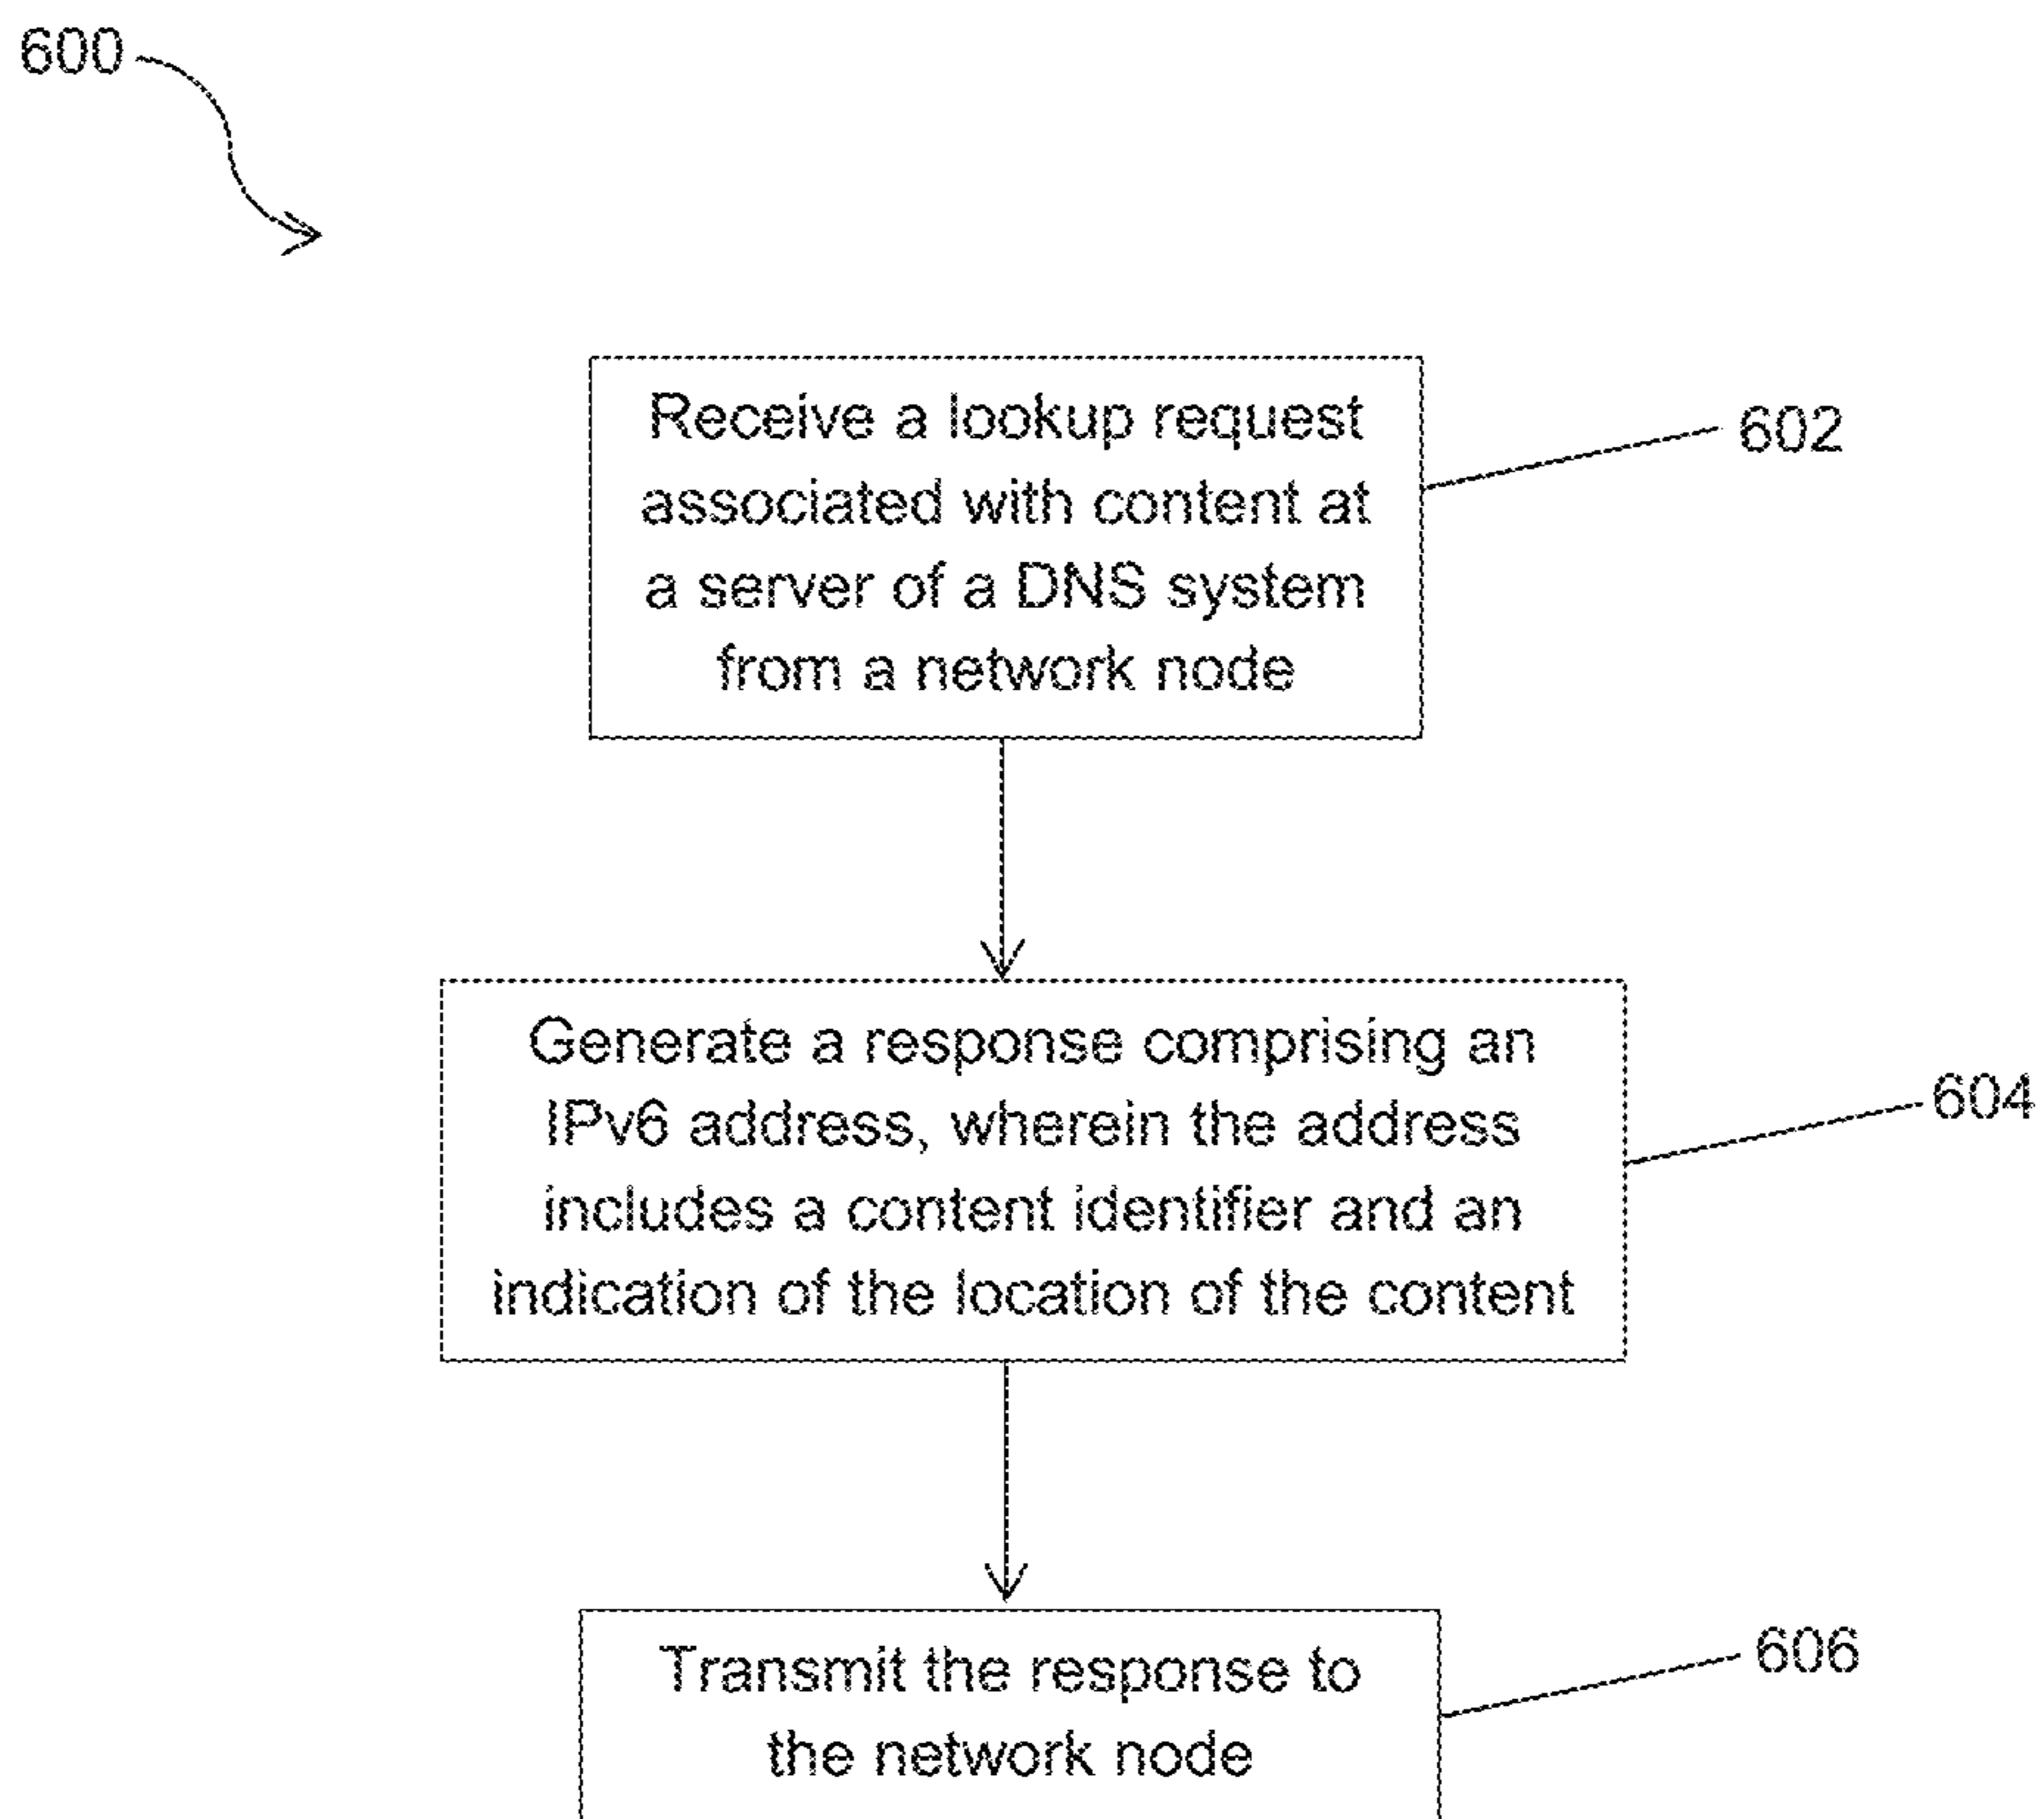 600
Receive a lookup request
associated with content at
a server of a DNS system
from a network node
602
Generate a response comprising an
IPv6 address, wherein the address
includes a content identifier and an
indication of the location of the content
604
Transmit the response to
the network node
606